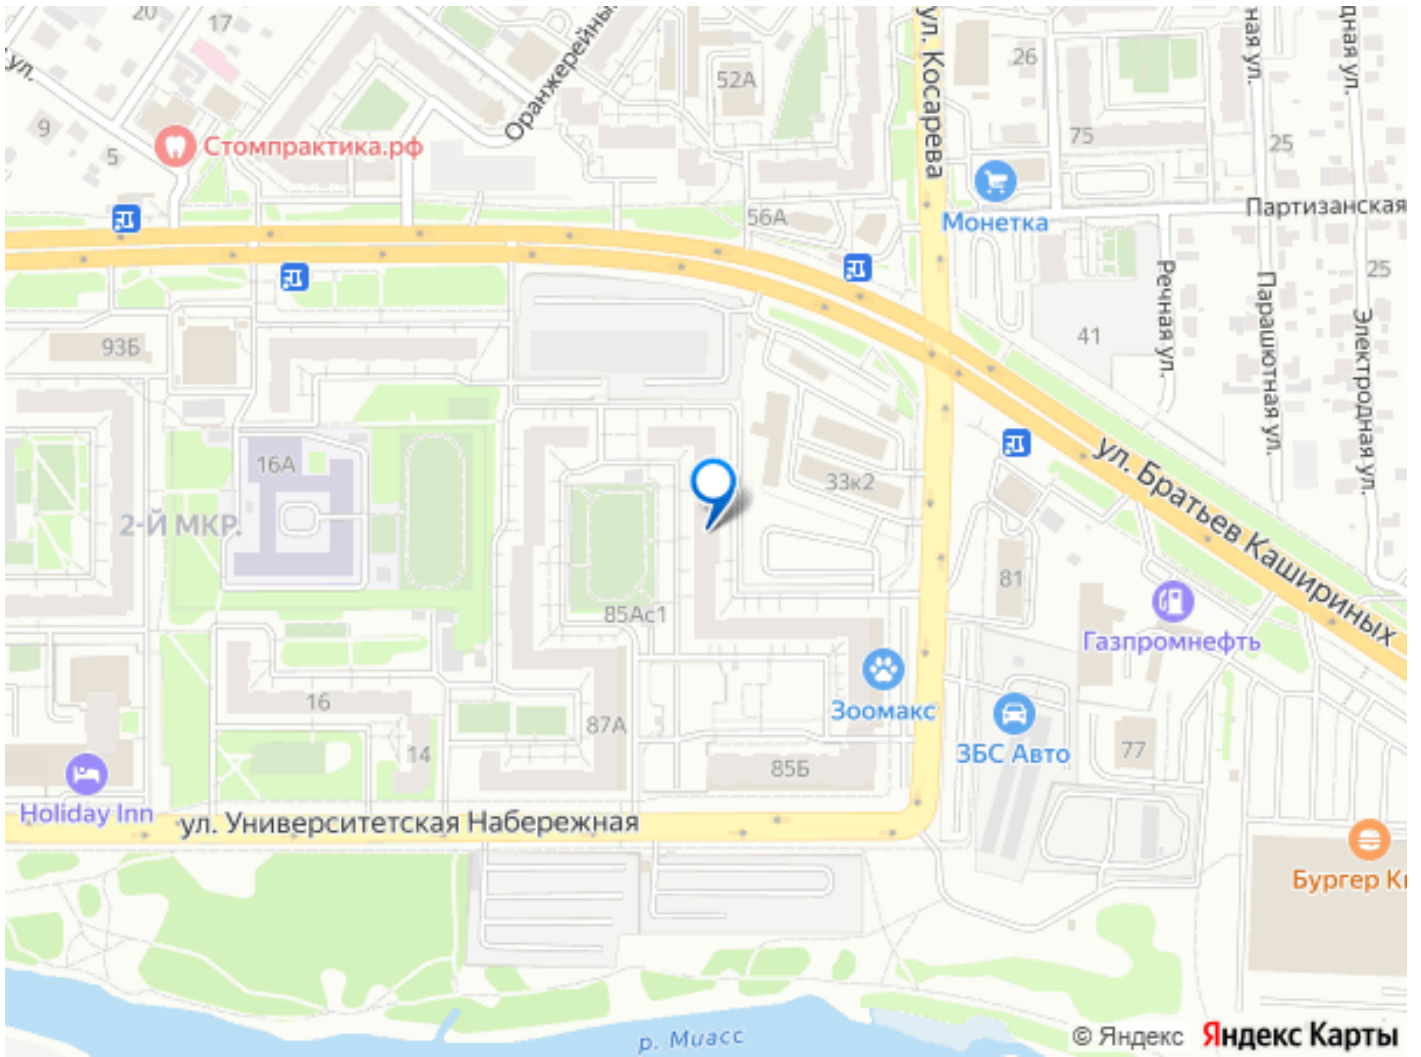 20
17
ул.
9
5
Стомпрактика.рф
Оранжерейны
52А
ул. Косарева
26
75
25
ная ул.
дная ул.
56А
Монетка
Партизанская
Речная ул.
Парашютная ул.
25
Электродная ул.
41
93Б
16А
2-Й МКР.
33к2
ул. Братьев Кашириных
81
85Ас1
Газпромнефть
16
87А
14
Зоомакс
ЗБС Авто
77
85Б
Holiday Inn
ул. Университетская Набережная
Бургер Ки
р. Миасс
© Яндекс Яндекс Карты